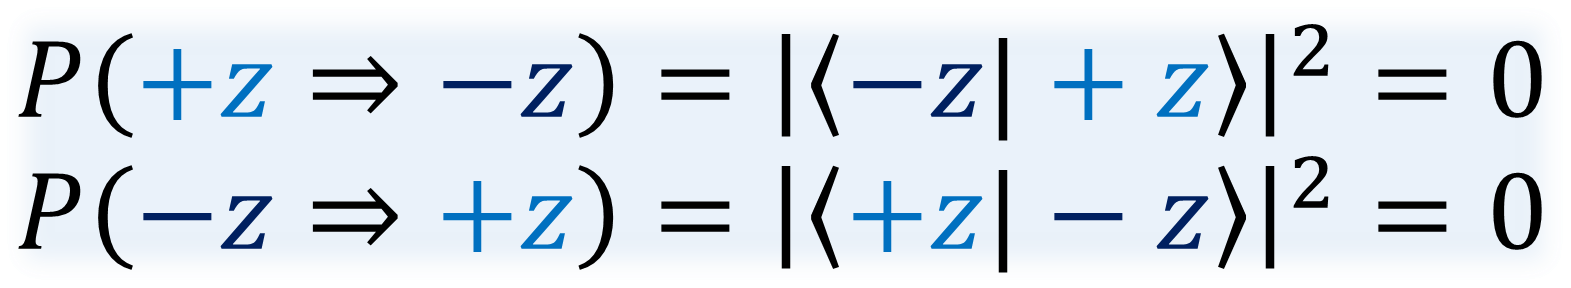 P(+z ⇒ −z) = |⟨−z| + z⟩|² = 0
P(−z ⇒ +z) = |⟨+z| − z⟩|² = 0